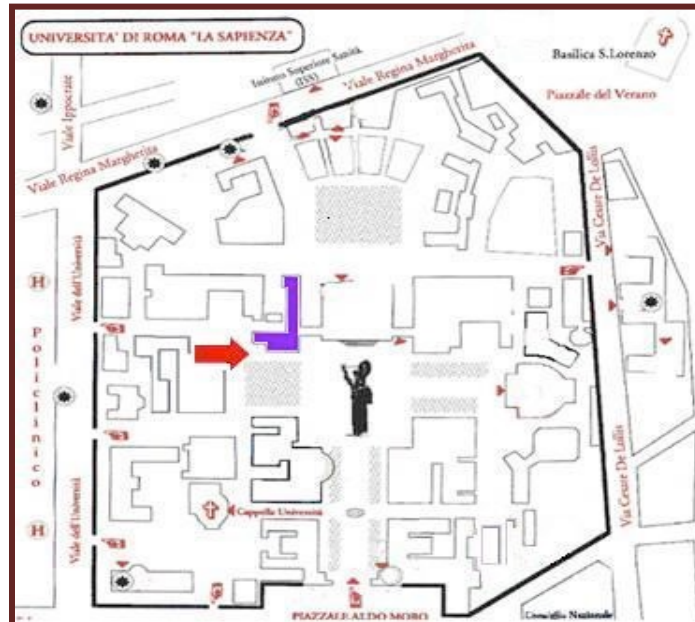 UNIVERSITA' DI ROMA "LA SAPIENZA"
Istituto Superiore Sanità
(ISS)
Viale Regina Margherita
Basilica S.Lorenzo
Piazzale del Verano
Viale Ippocrate
Viale Regina Margherita
Via Cesare De Lollis
Viale dell'Università
H
Policlinico
Cappella Università
Via Cesare De Lollis
H
Viale dell'Università
PIAZZALE ALDO MORO
Nazionale